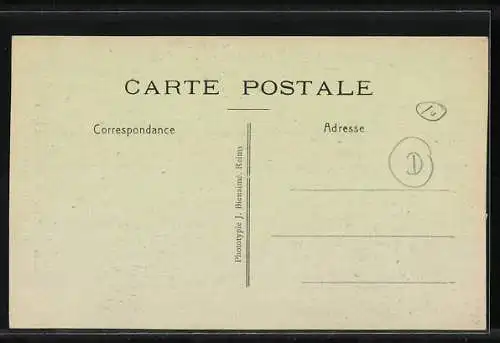 CARTE POSTALE
Correspondance
Adresse
Phototypie J. Bienaimé, Reims
D